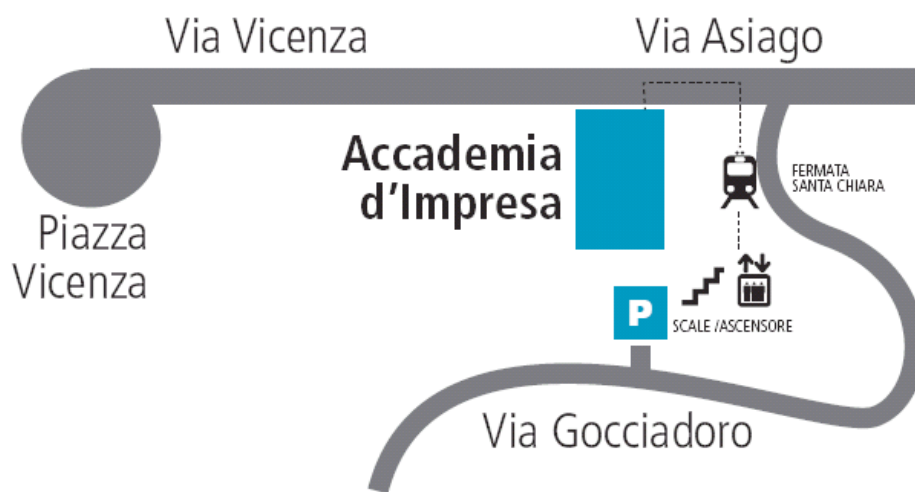 Via Vicenza
Via Asiago
Accademia
d'Impresa
FERMATA
SANTA CHIARA
Piazza
Vicenza
P
SCALE /ASCENSORE
Via Gocciadoro